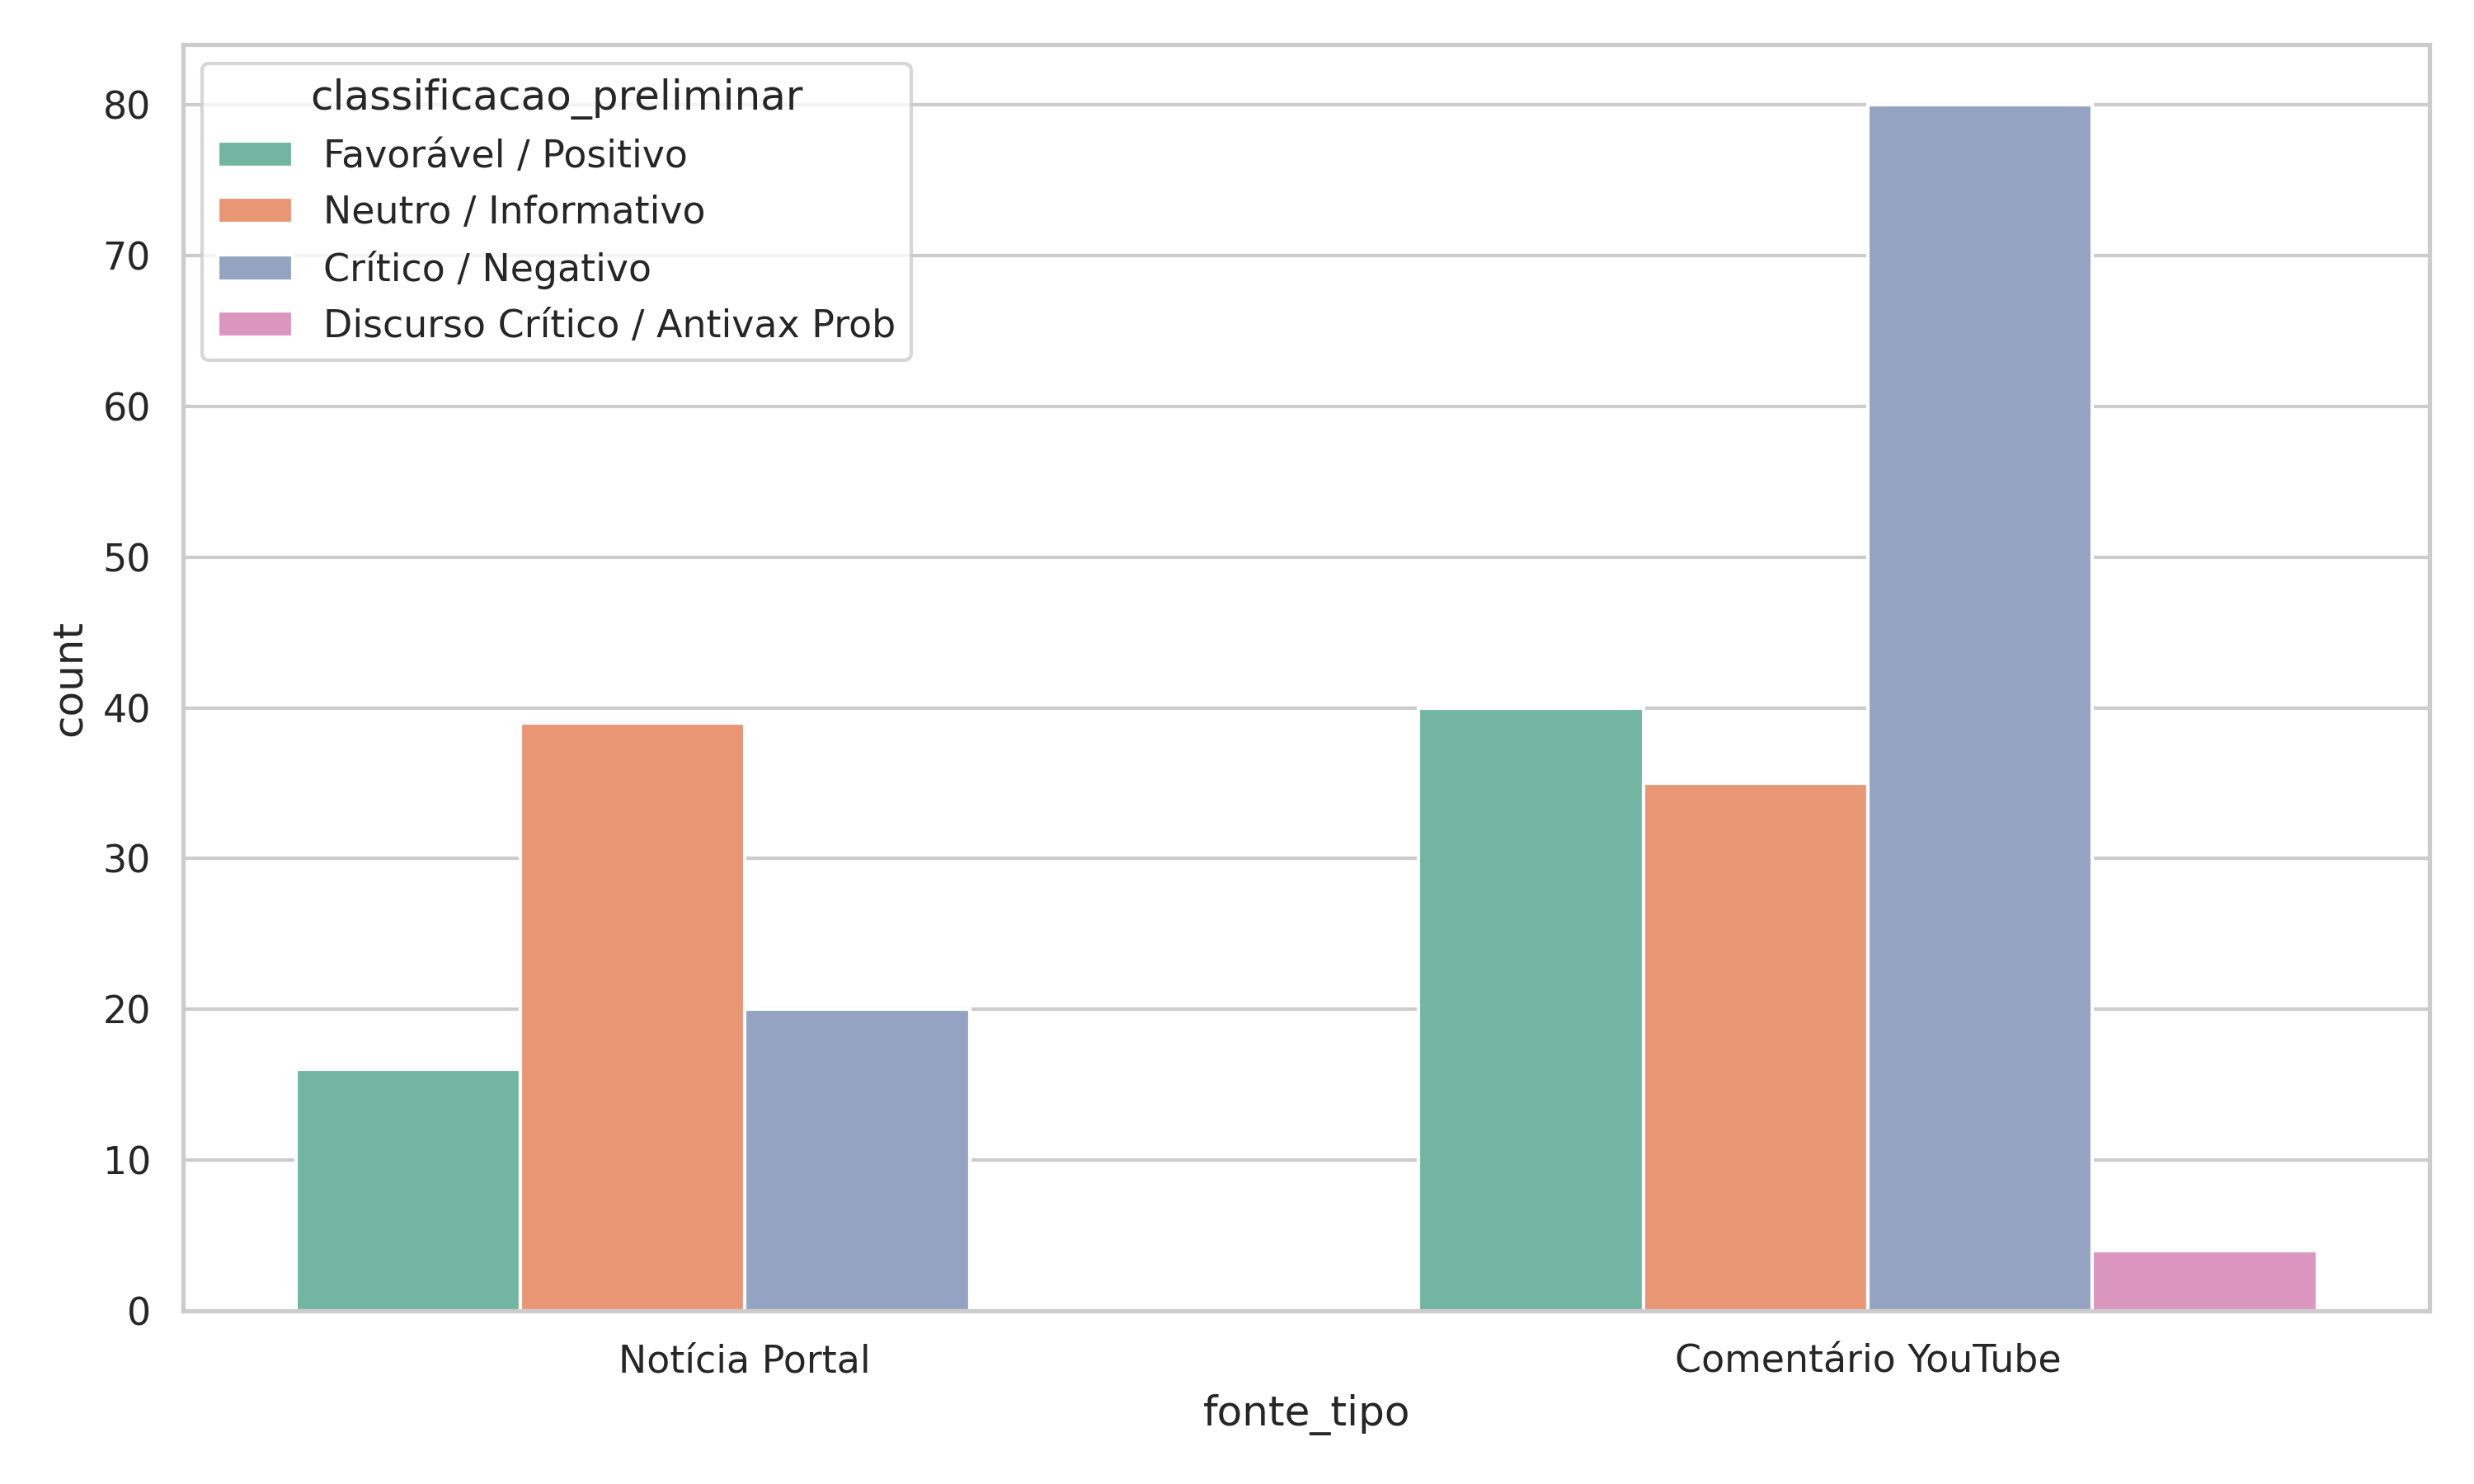 classificacao_preliminar
Favorável / Positivo
Neutro / Informativo
Crítico / Negativo
Discurso Crítico / Antivax Prob
80
70
60
50
40
30
20
10
0
count
Notícia Portal
Comentário YouTube
fonte_tipo